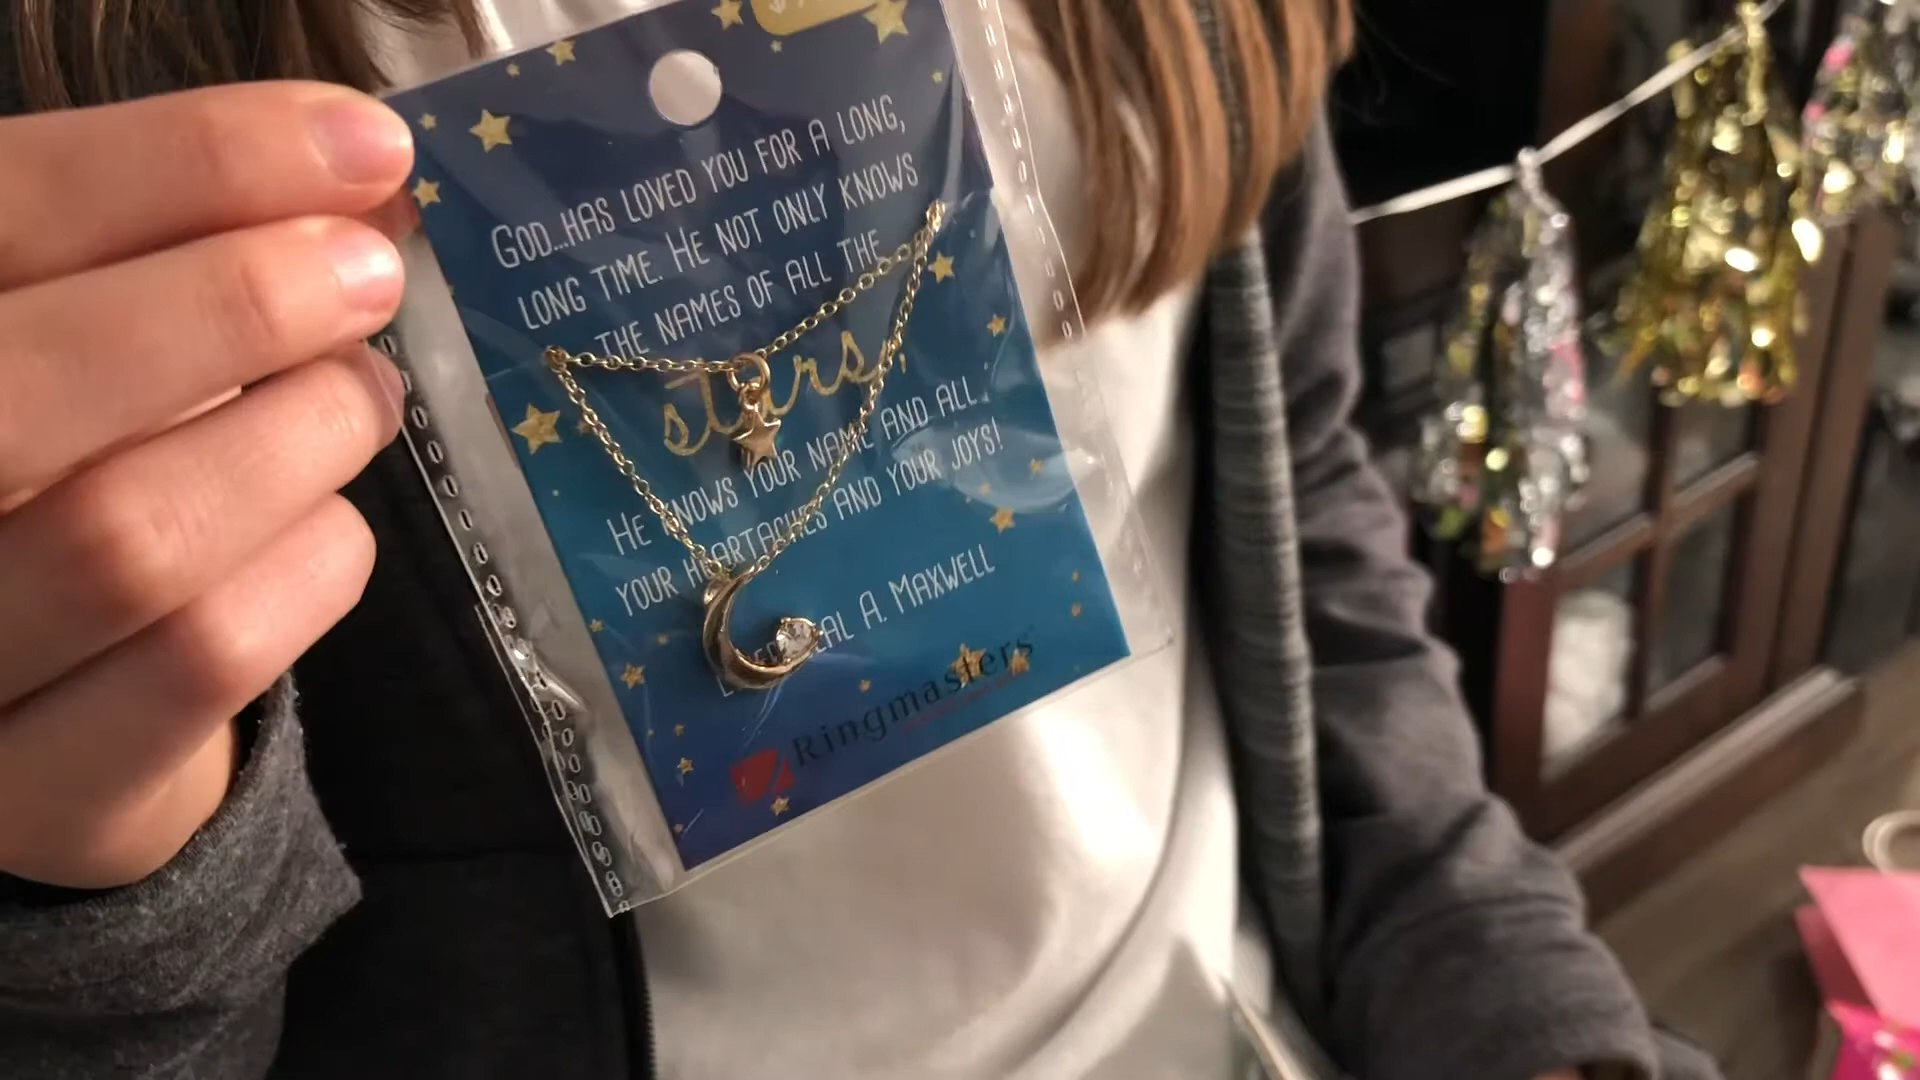 GOD...HAS LOVED YOU FOR A LONG,
LONG TIME. HE NOT ONLY KNOWS
THE NAMES OF ALL THE
stars,
HE KNOWS YOUR NAME AND ALL
YOUR HEARTACHES AND YOUR JOYS!
NEAL A. MAXWELL
Ringmasters